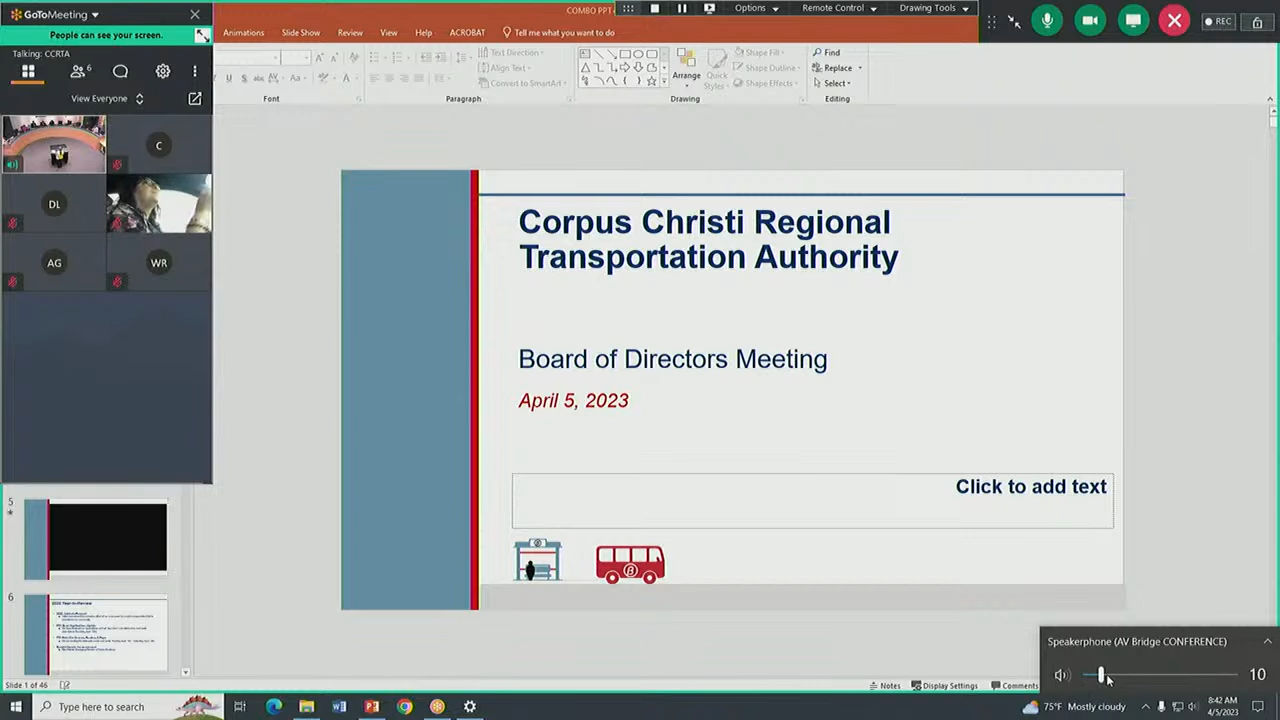 GoToMeeting
COMBO PPT
Options
Remote Control
Drawing Tools
REC
People can see your screen.
Animations
Slide Show
Review
View
Help
ACROBAT
Tell me what you want to do
Talking: CCRTA
6
Text Direction
Align Text
Convert to SmartArt
Arrange
Quick
Styles
Shape Fill
Shape Outline
Shape Effects
Find
Replace
Select
View Everyone
Font
Paragraph
Drawing
Editing
C
DL
AG
WR
Corpus Christi Regional
Transportation Authority
Board of Directors Meeting
April 5, 2023
Click to add text
B
5
6
Speakerphone (AV Bridge CONFERENCE)
10
Slide 1 of 46
Notes
Display Settings
Comments
Type here to search
75°F Mostly cloudy
8:42 AM
4/5/2023